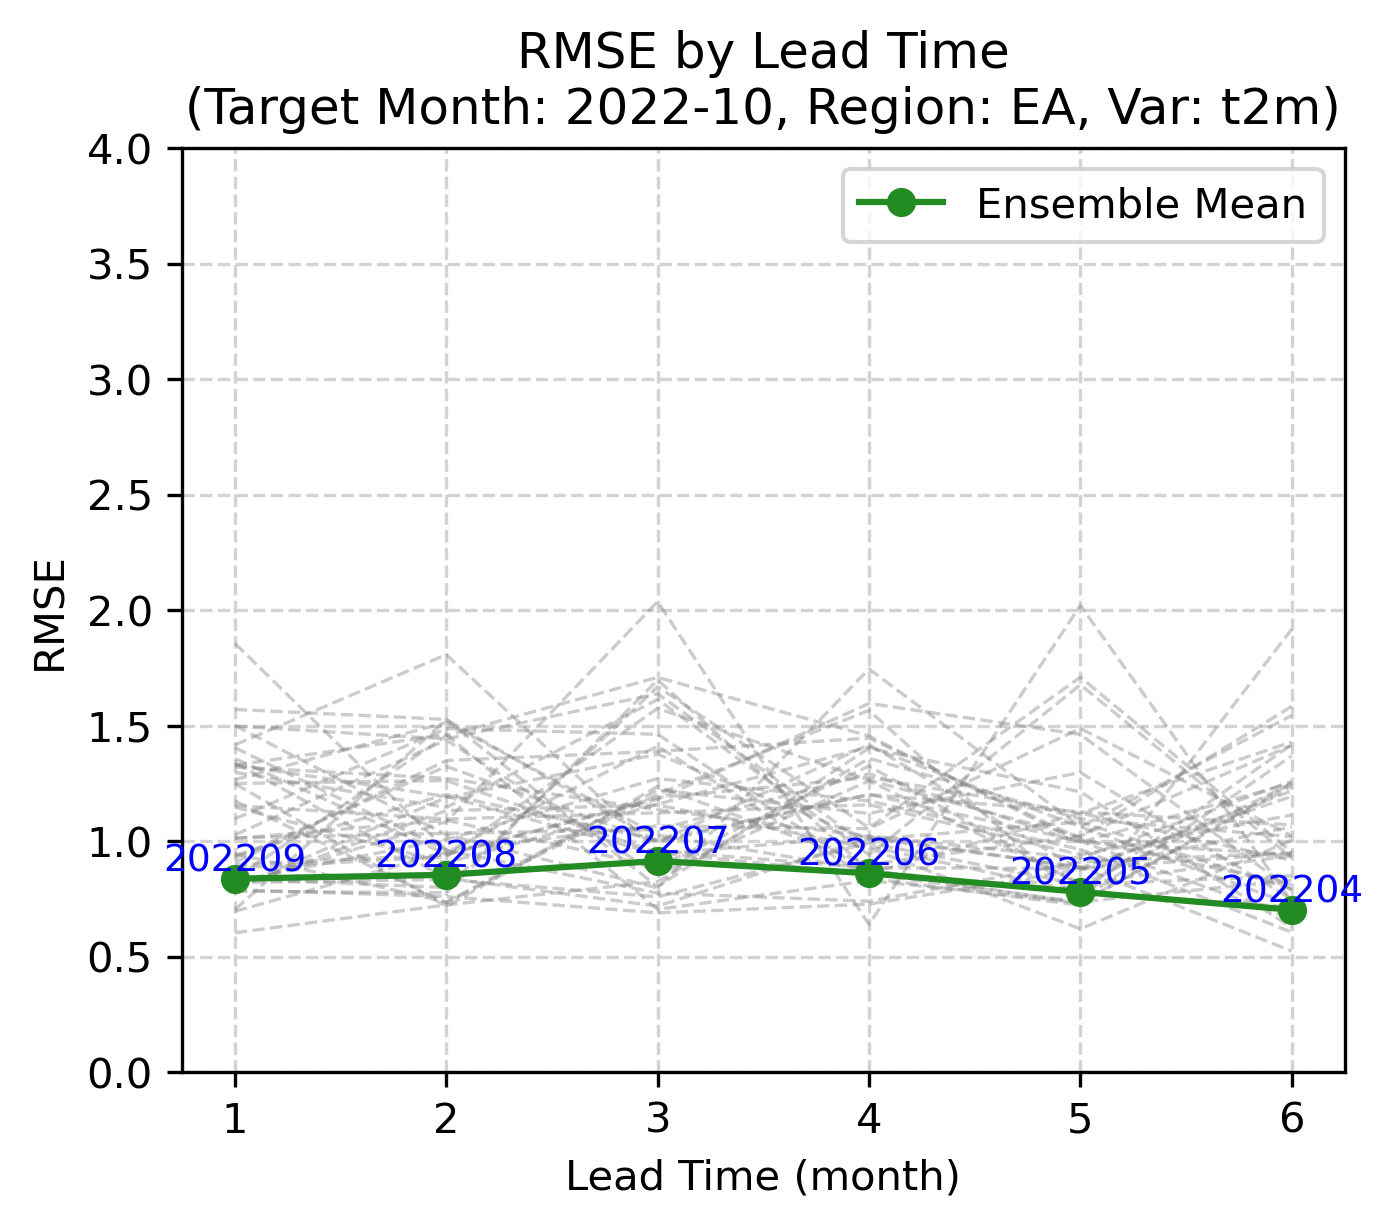 RMSE by Lead Time
(Target Month: 2022-10, Region: EA, Var: t2m)
Ensemble Mean
RMSE
4.0
3.5
3.0
2.5
2.0
1.5
1.0
0.5
0.0
202209
202208
202207
202206
202205
202204
1 2 3 4 5 6
Lead Time (month)